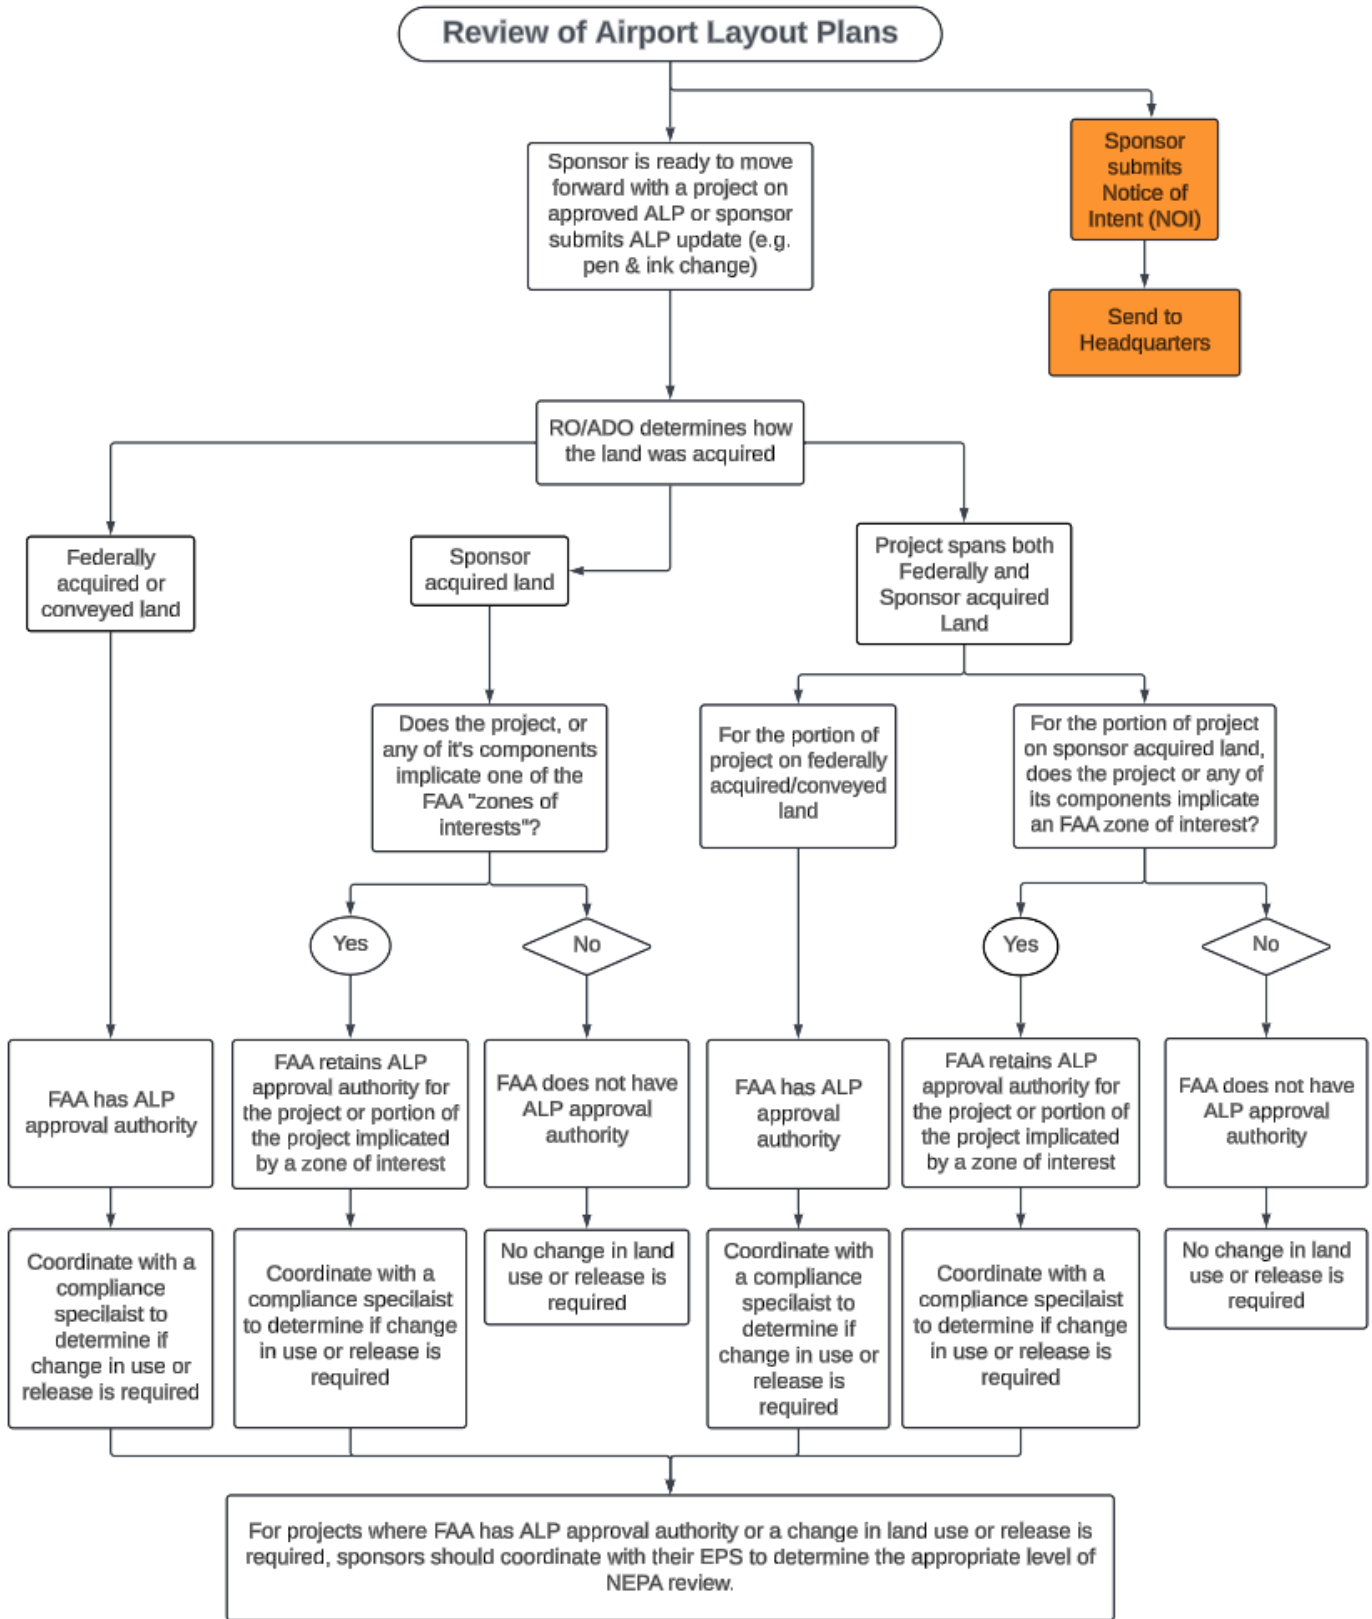 Review of Airport Layout Plans
Sponsor is ready to move
forward with a project on
approved ALP or sponsor
submits ALP update (e.g.
pen & ink change)
Sponsor
submits
Notice of
Intent (NOI)
Send to
Headquarters
RO/ADO determines how
the land was acquired
Federally
acquired or
conveyed land
Sponsor
acquired land
Project spans both
Federally and
Sponsor acquired
Land
Does the project, or
any of it's components
implicate one of the
FAA "zones of
interests"?
For the portion of
project on federally
acquired/conveyed
land
For the portion of project
on sponsor acquired land,
does the project or any of
its components implicate
an FAA zone of interest?
Yes
No
Yes
No
FAA has ALP
approval authority
FAA retains ALP
approval authority for
the project or portion of
the project implicated
by a zone of interest
FAA does not have
ALP approval
authority
FAA has ALP
approval
authority
FAA retains ALP
approval authority for
the project or portion of
the project implicated
by a zone of interest
FAA does not have
ALP approval
authority
Coordinate with a
compliance
specilaist to
determine if
change in use or
release is required
Coordinate with a
compliance specilaist
to determine if change
in use or release is
required
No change in land
use or release is
required
Coordinate with
a compliance
specilaist to
determine if
change in use or
release is
required
Coordinate with a
compliance specilaist
to determine if change
in use or release is
required
No change in land
use or release is
required
For projects where FAA has ALP approval authority or a change in land use or release is
required, sponsors should coordinate with their EPS to determine the appropriate level of
NEPA review.